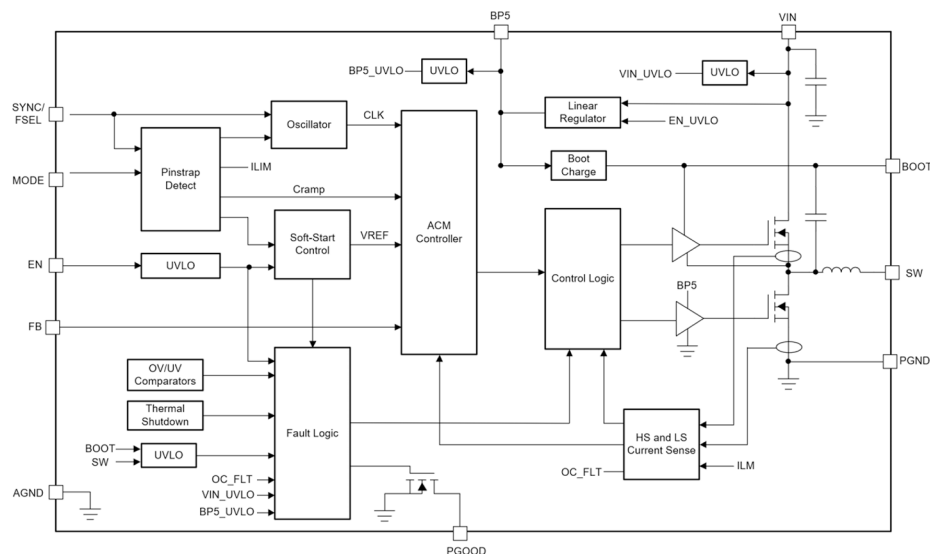 BP5
VIN
BP5_UVLO
UVLO
VIN_UVLO
UVLO
SYNC/
FSEL
Oscillator
CLK
Linear
Regulator
EN_UVLO
Pinstrap
Detect
ILIM
Boot
Charge
BOOT
MODE
Cramp
ACM
Controller
Soft-Start
Control
VREF
Control Logic
EN
UVLO
SW
BP5
FB
OV/UV
Comparators
PGND
Thermal
Shutdown
Fault Logic
HS and LS
Current Sense
BOOT
SW
UVLO
ILM
OC_FLT
OC_FLT
VIN_UVLO
BP5_UVLO
AGND
PGOOD